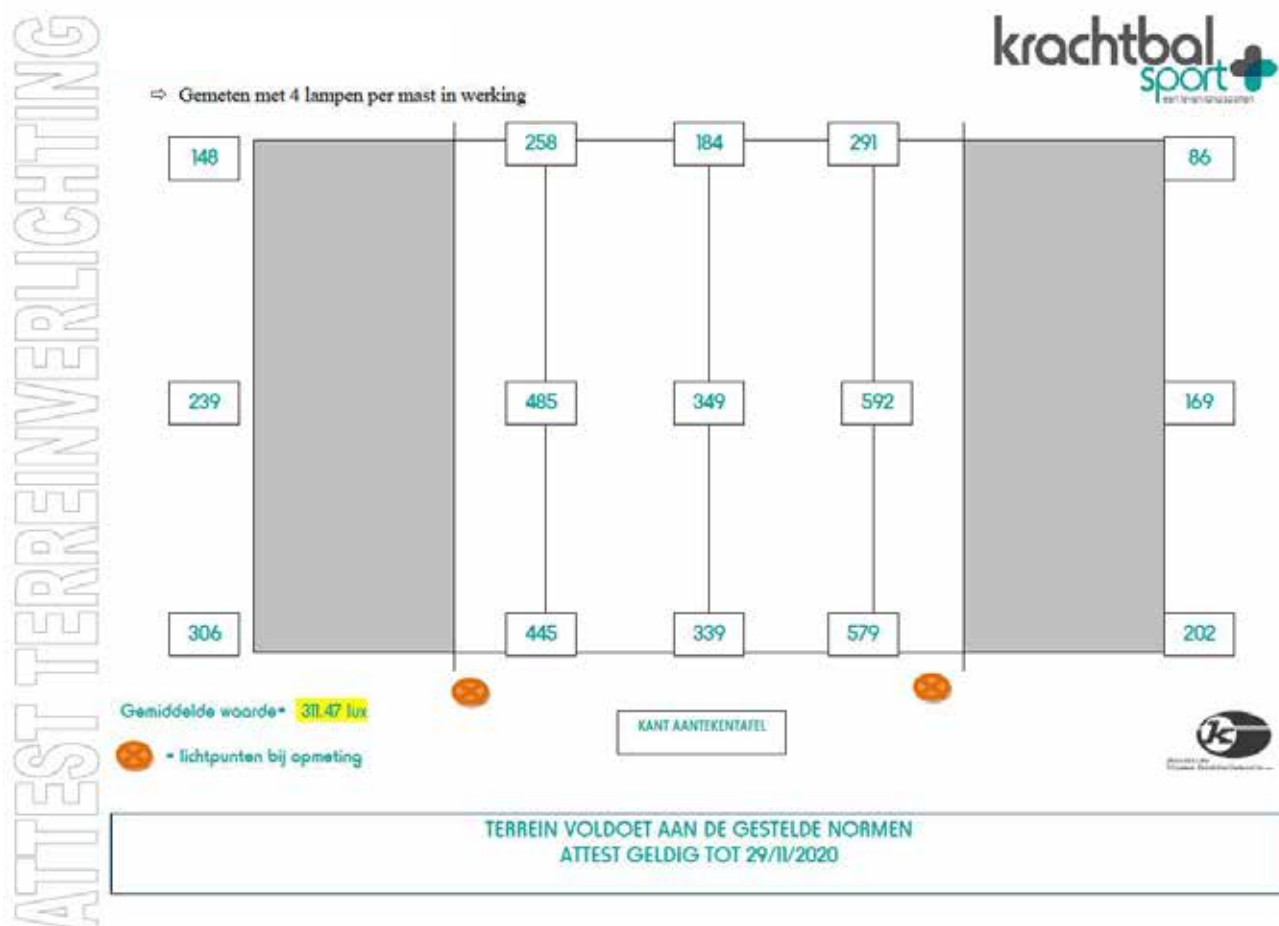 ATTEST TERREINVERLICHTING
krachtbal
sport
⇨ Gemeten met 4 lampen per mast in werking
148 258 184 291 86
239 485 349 592 169
306 445 339 579 202
Gemiddelde waarde= 311.47 lux
KANT AANTEKENTAFEL
= lichtpunten bij opmeting
TERREIN VOLDOET AAN DE GESTELDE NORMEN
ATTEST GELDIG TOT 29/11/2020